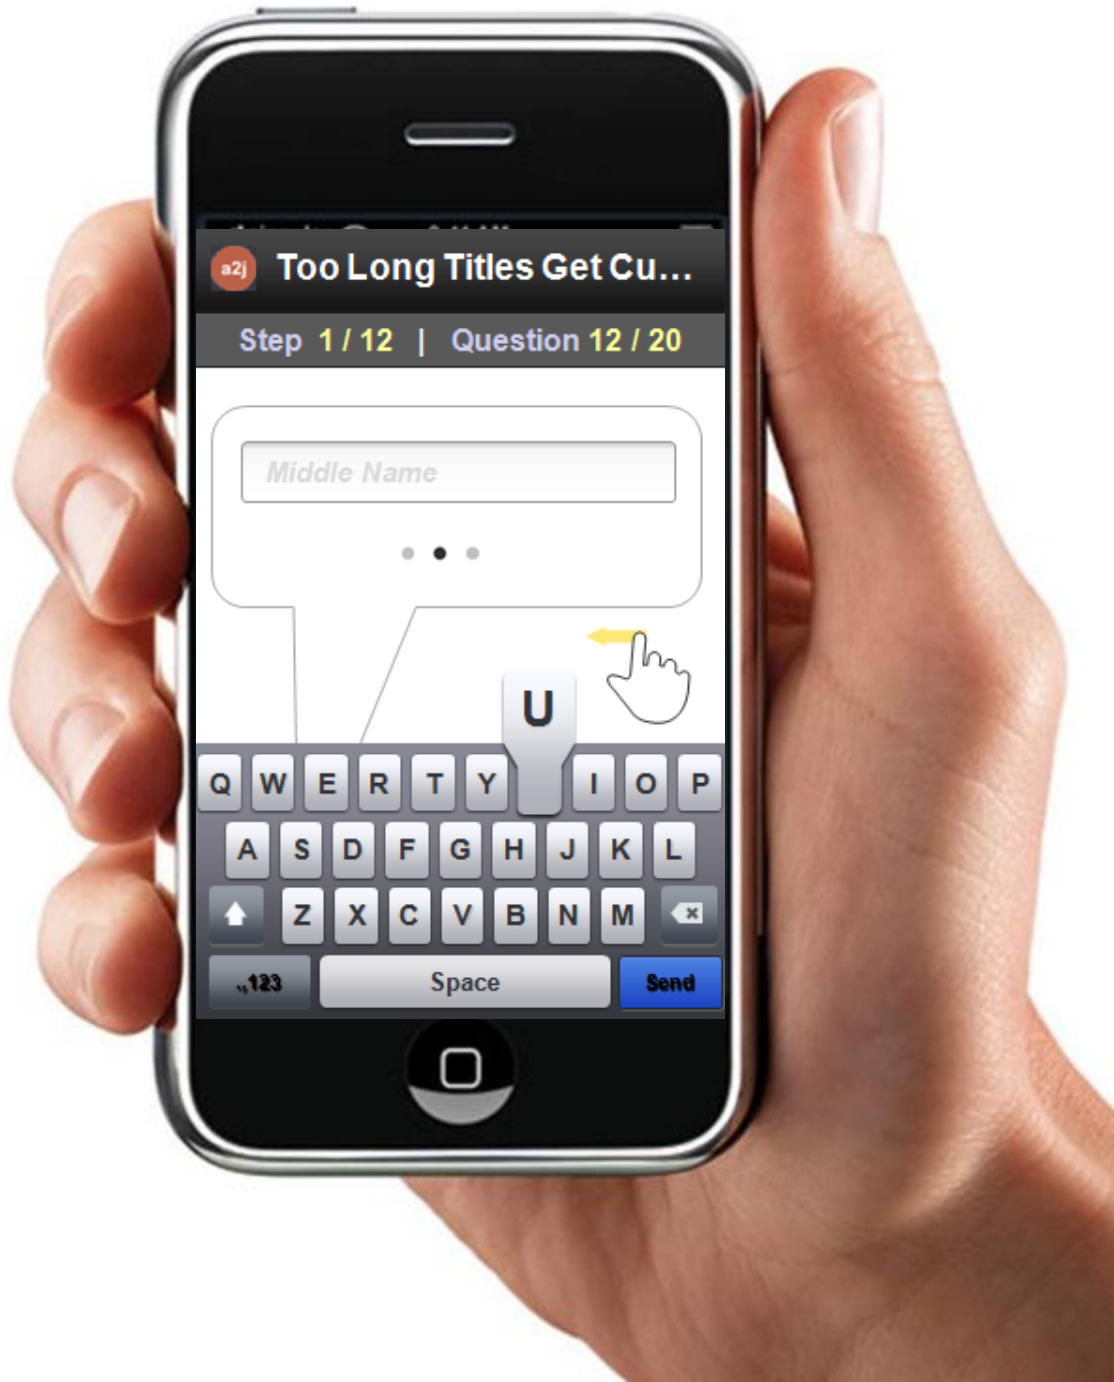 a2j Too Long Titles Get Cu...
Step 1 / 12 | Question 12 / 20
Middle Name
U
Q W E R T Y I O P
A S D F G H J K L
Z X C V B N M
.,123 Space Send